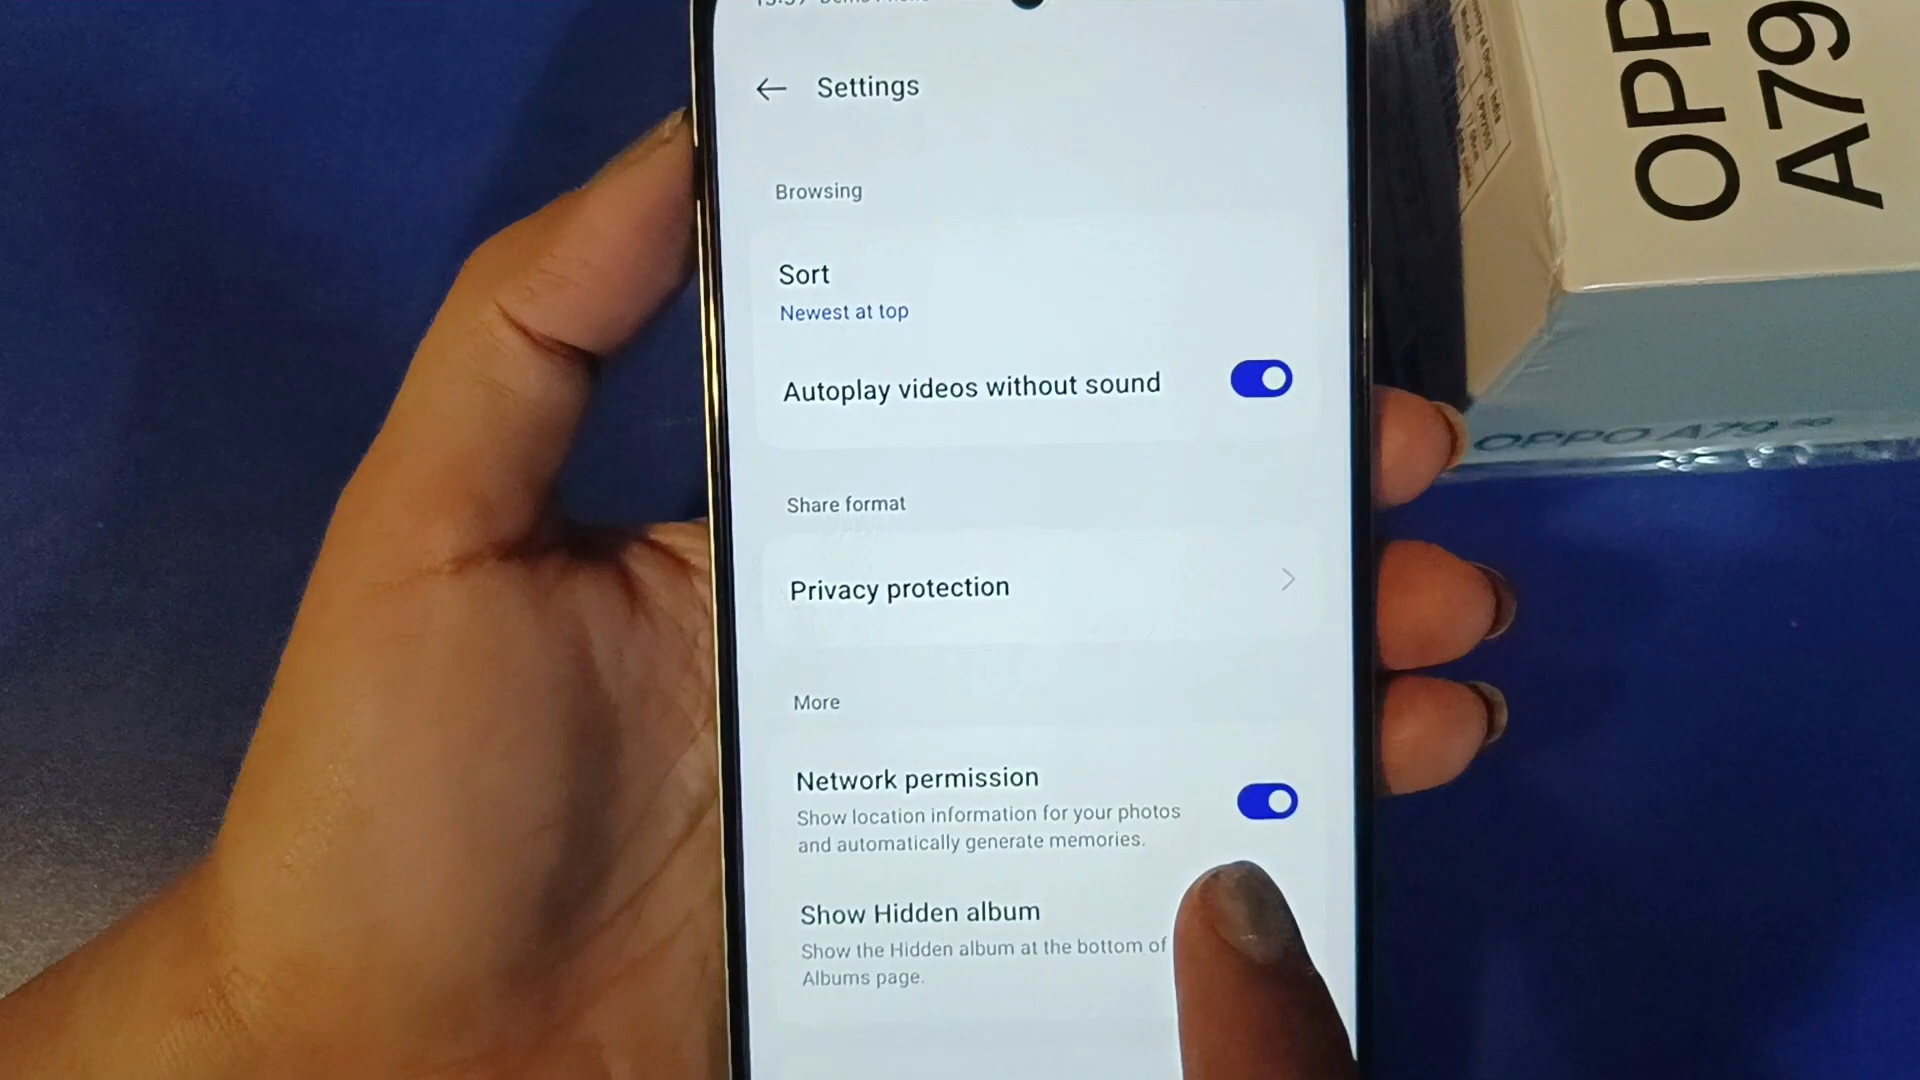 Settings
Browsing
Sort
Newest at top
Autoplay videos without sound
Share format
Privacy protection
More
Network permission
Show location information for your photos
and automatically generate memories.
Show Hidden album
Show the Hidden album at the bottom of
Albums page.
OPP
A79
OPPO A79